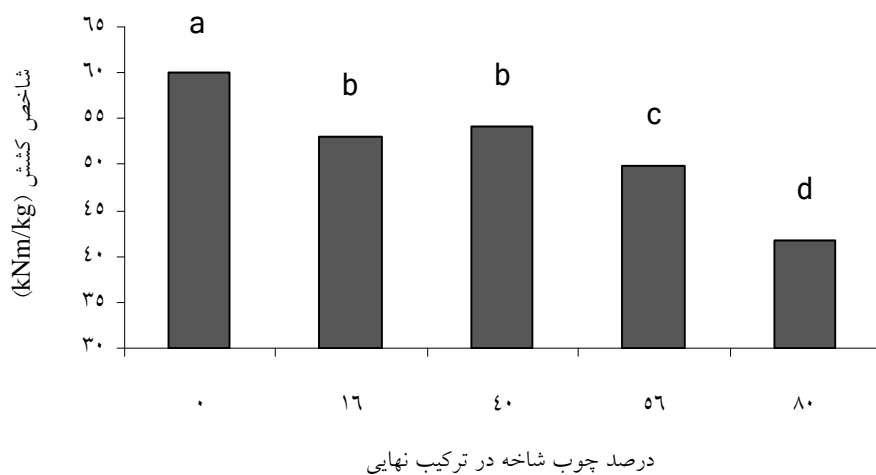 شاخص کشش (kNm/kg)
٦٥
٦٠
٥٥
٥٠
٤٥
٤٠
٣٥
٣٠
a
b
b
c
d
٠ ١٦ ٤٠ ٥٦ ٨٠
درصد چوب شاخه در ترکیب نهایی